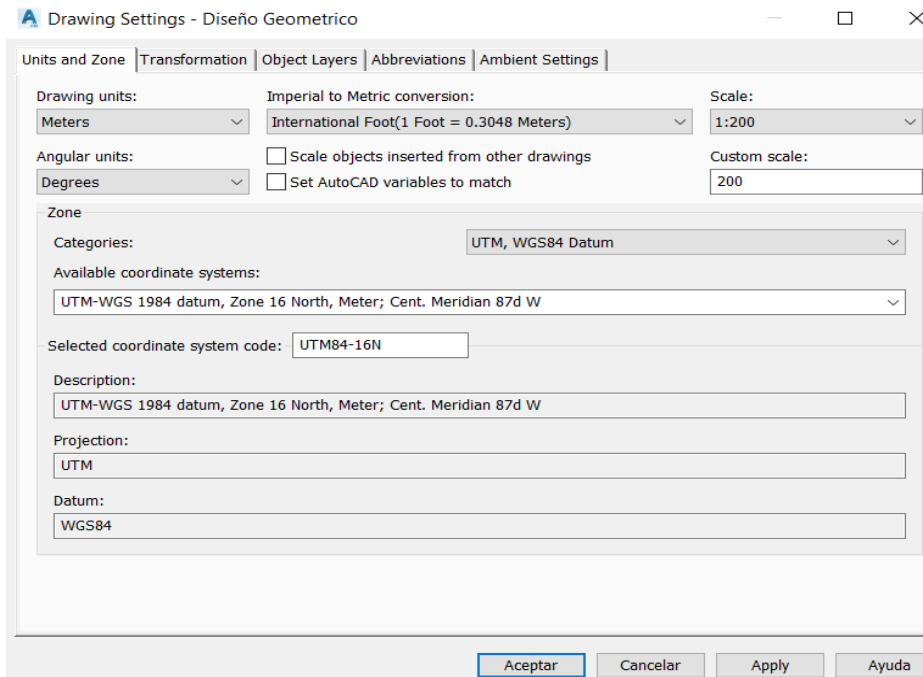 Drawing Settings - Diseño Geometrico
Units and Zone Transformation Object Layers Abbreviations Ambient Settings
Drawing units: Imperial to Metric conversion: Scale:
Meters International Foot(1 Foot = 0.3048 Meters) 1:200
Angular units: Scale objects inserted from other drawings Custom scale:
Degrees Set AutoCAD variables to match 200
Zone
Categories: UTM, WGS84 Datum
Available coordinate systems:
UTM-WGS 1984 datum, Zone 16 North, Meter; Cent. Meridian 87d W
Selected coordinate system code: UTM84-16N
Description:
UTM-WGS 1984 datum, Zone 16 North, Meter; Cent. Meridian 87d W
Projection:
UTM
Datum:
WGS84
Aceptar Cancelar Apply Ayuda